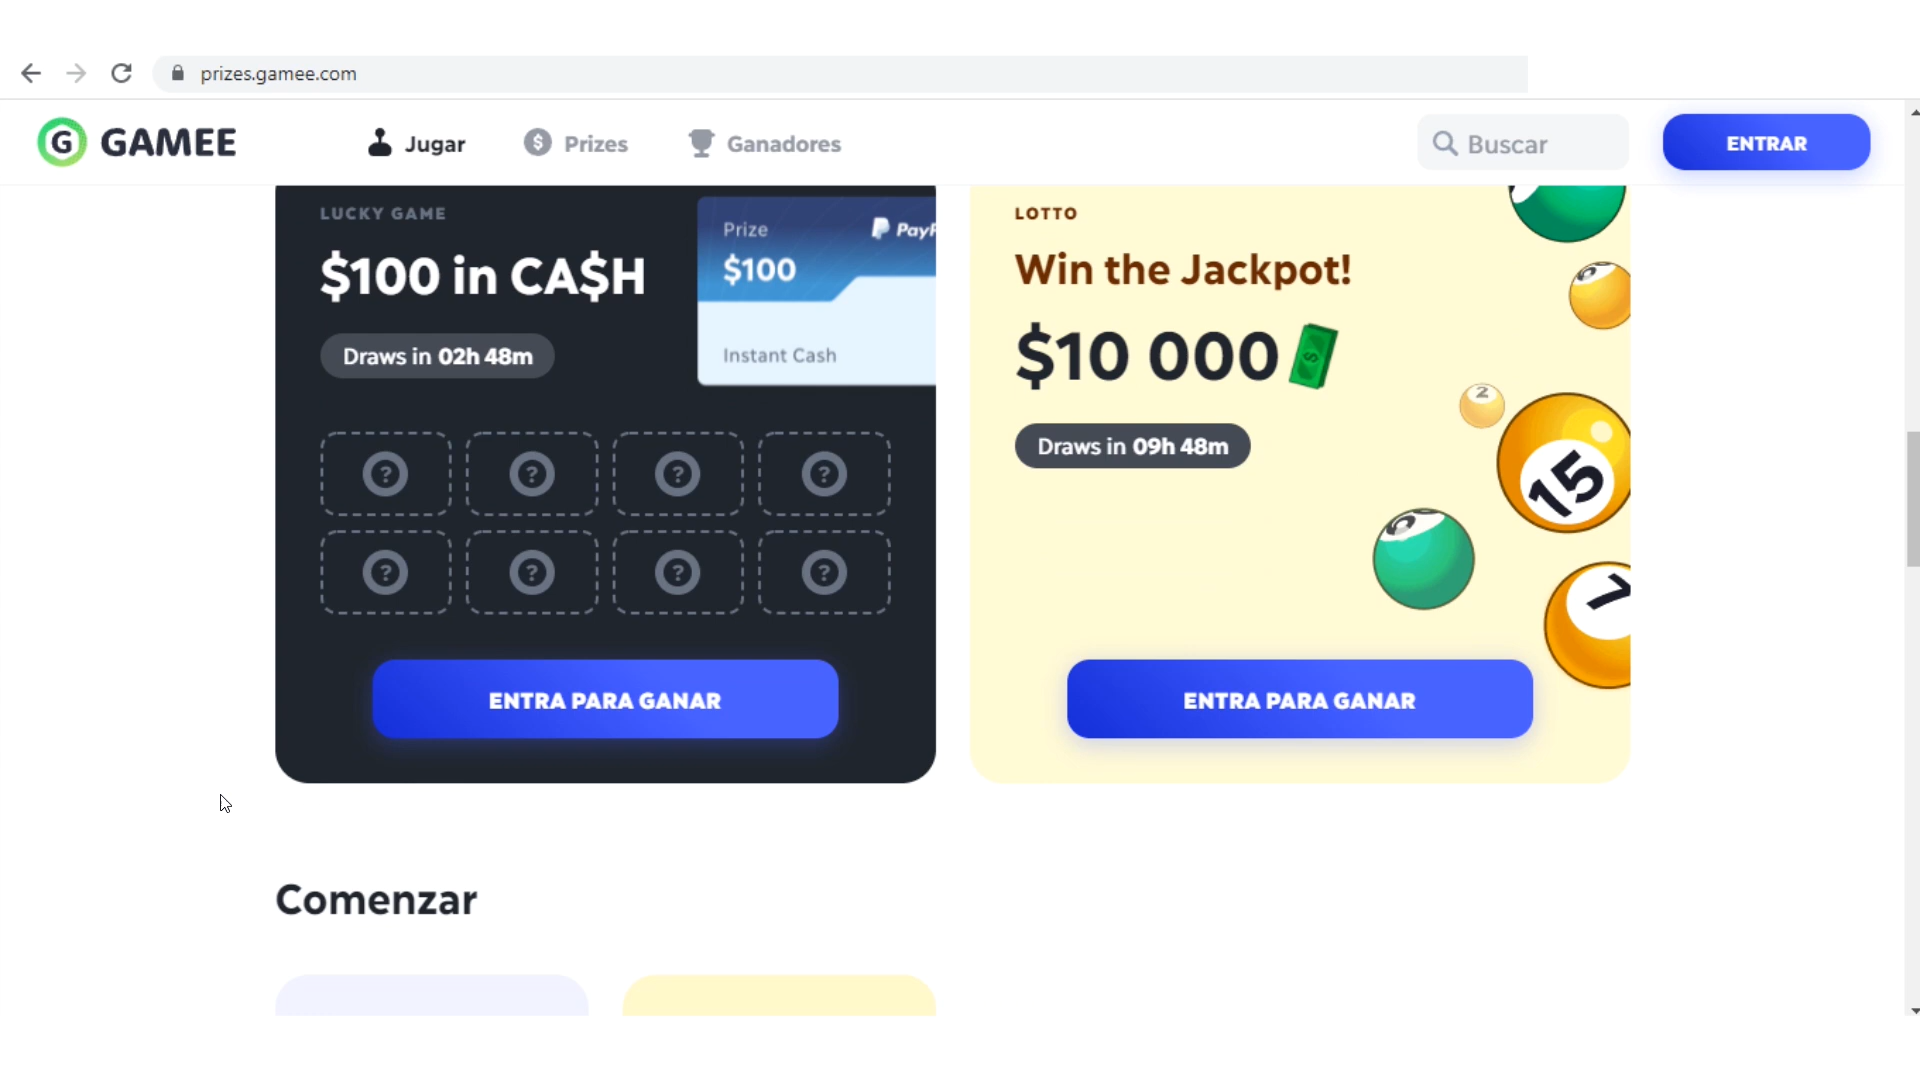 prizes.gamee.com
G GAMEE
Jugar
Prizes
Ganadores
Buscar
ENTRAR
LUCKY GAME
$100 in CA$H
Draws in 02h 48m
Prize
$100
Instant Cash
? ? ? ?
? ? ? ?
ENTRA PARA GANAR
LOTTO
Win the Jackpot!
$10 000
Draws in 09h 48m
2
15
7
ENTRA PARA GANAR
Comenzar